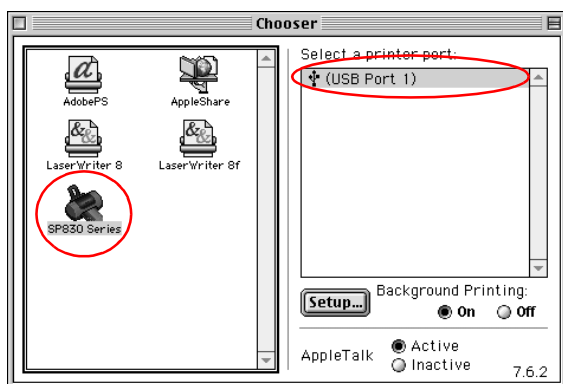 Chooser
AdobePS
AppleShare
LaserWriter 8
LaserWriter 8f
SP830 Series
Select a printer port:
(USB Port 1)
Setup...
Background Printing:
On Off
AppleTalk
Active
Inactive
7.6.2